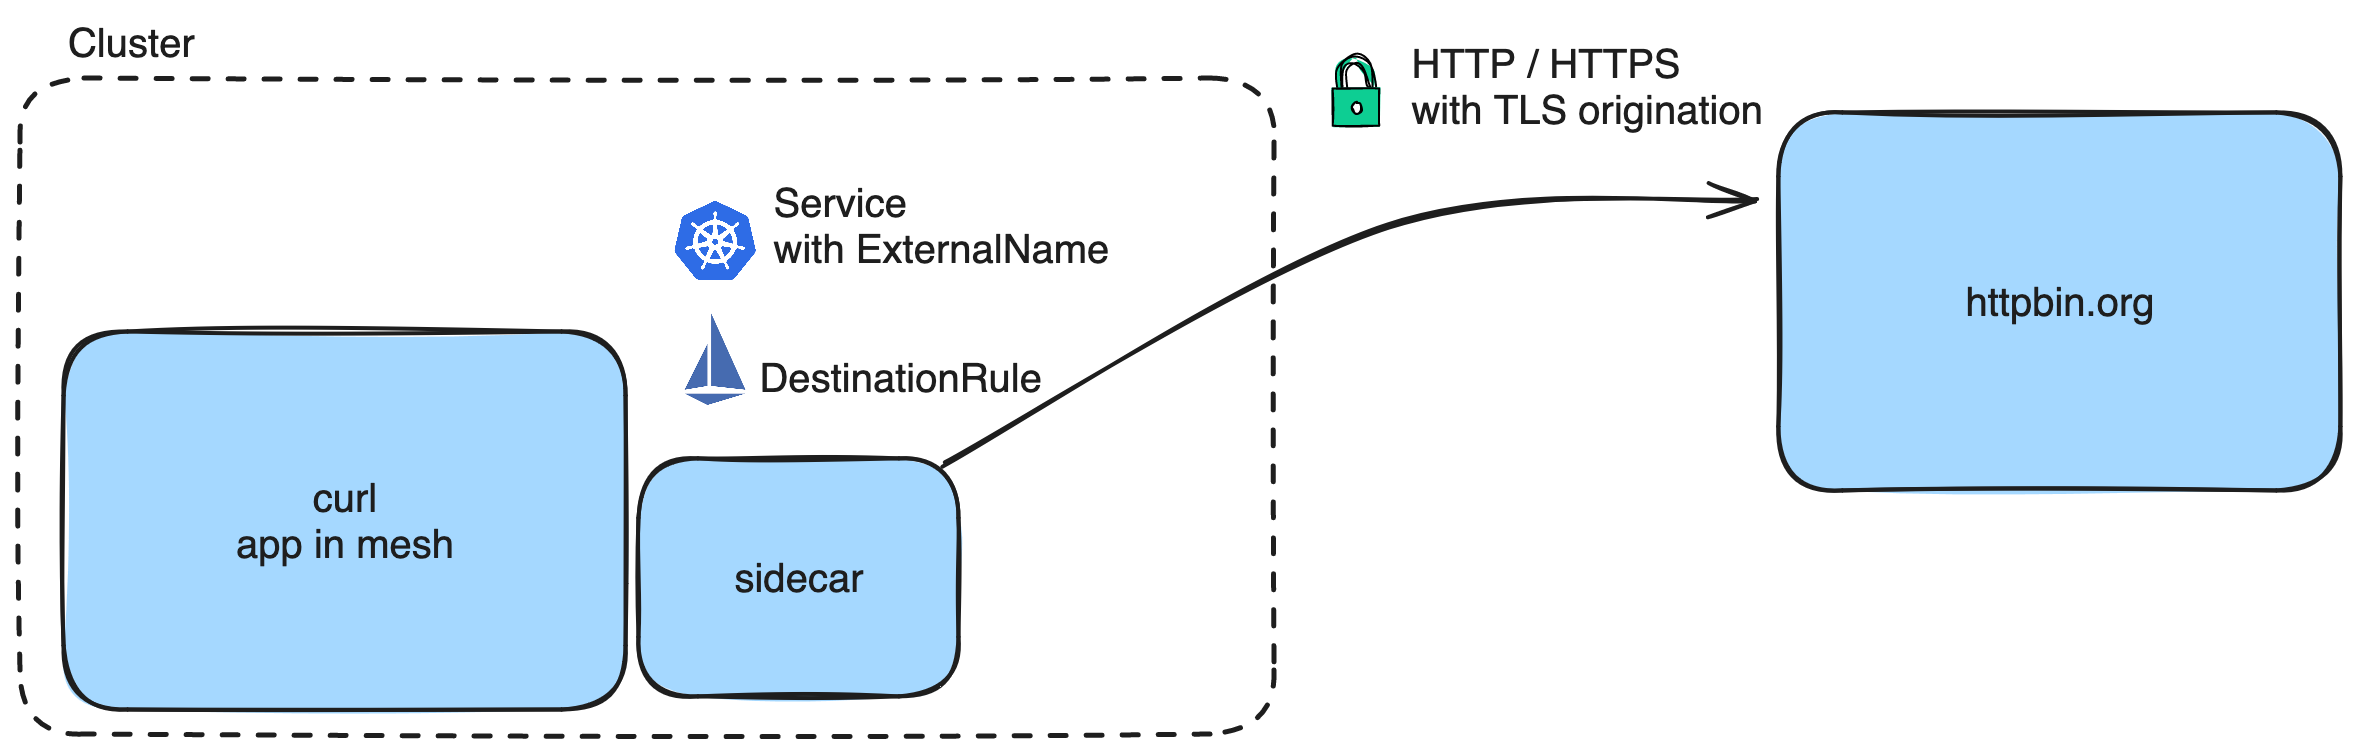 Cluster
HTTP / HTTPS
with TLS origination
Service
with ExternalName
DestinationRule
httpbin.org
curl
app in mesh
sidecar